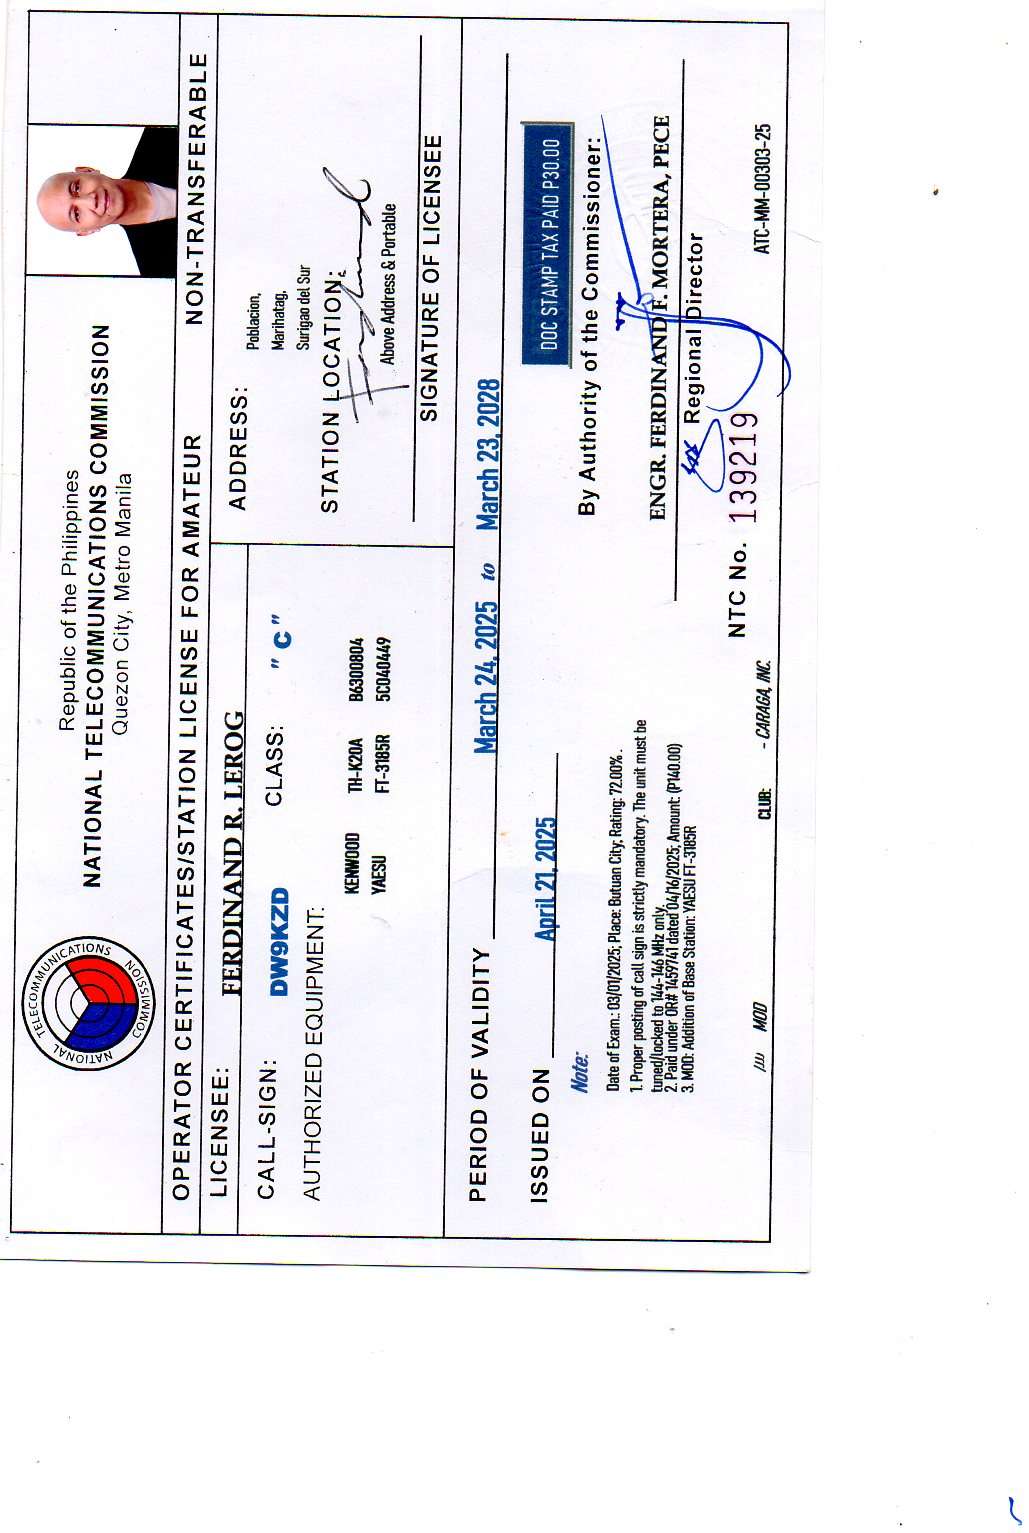 Republic of the Philippines
NATIONAL TELECOMMUNICATIONS COMMISSION
Quezon City, Metro Manila
NATIONAL TELECOMMUNICATIONS COMMISSION
OPERATOR CERTIFICATES/STATION LICENSE FOR AMATEUR NON-TRANSFERABLE
LICENSEE: FERDINAND R. LEROG
CALL-SIGN: DW9KZD CLASS: " C "
AUTHORIZED EQUIPMENT:
KENWOOD TH-K20A B6300804
YAESU FT-3185R 5C040449
ADDRESS:
Poblacion,
Marihatag,
Surigao del Sur
STATION LOCATION:
Above Address & Portable
SIGNATURE OF LICENSEE
PERIOD OF VALIDITY March 24, 2025 to March 23, 2028
ISSUED ON April 21, 2025
DOC STAMP TAX PAID P30.00
Note:
Date of Exam.: 03/01/2025; Place: Butuan City; Rating: 72.00%.
1. Proper posting of call sign is strictly mandatory. The unit must be
tuned/locked to 144-146 MHz only.
2. Paid under OR# 1459741 dated 04/16/2025; Amount: (P140.00)
3. MOD: Addition of Base Station: YAESU FT-3185R
By Authority of the Commissioner:
ENGR. FERDINAND F. MORTERA, PECE
Regional Director
NTC No. 139219
/jjj MOD CLUB: - CARAGA, INC. ATC-MM-00303-25